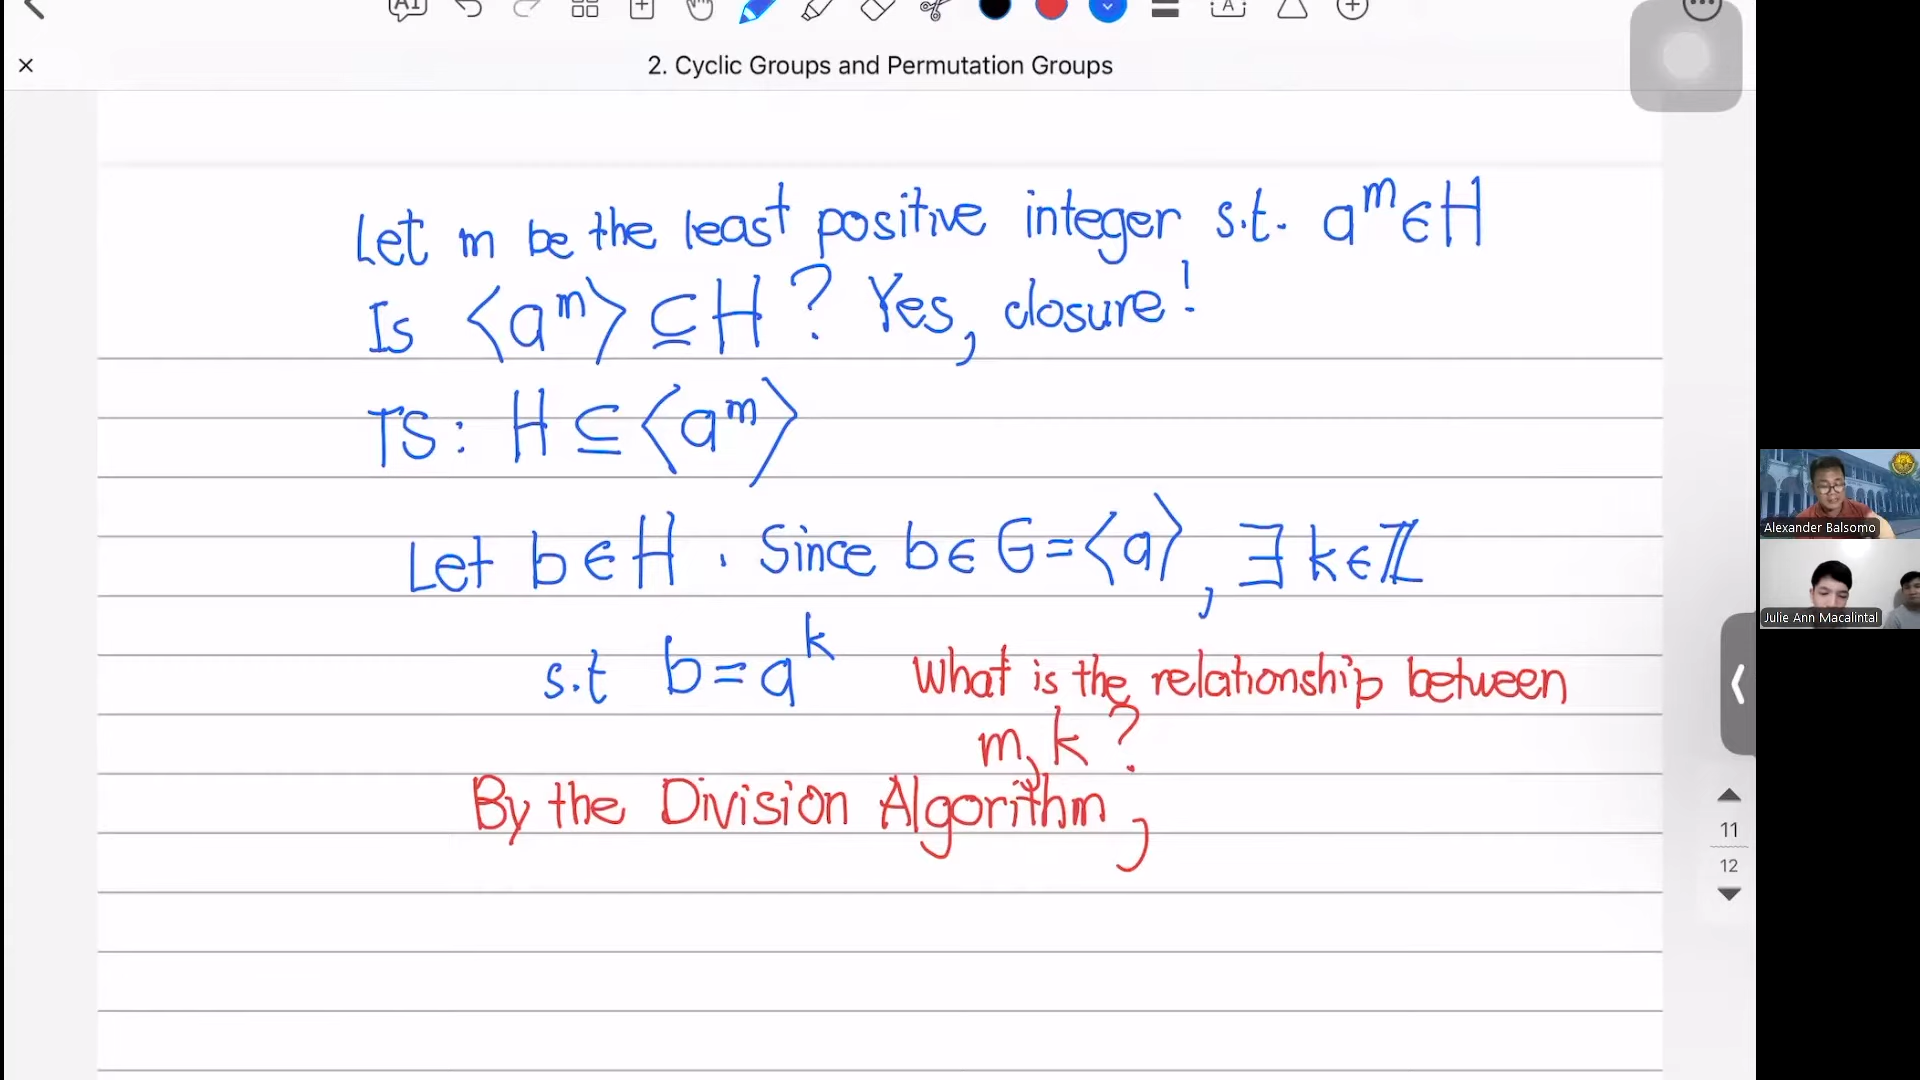 AI
A
2. Cyclic Groups and Permutation Groups
Let m be the least positive integer s.t. a^m ∈ H
Is ⟨a^m⟩ ⊆ H ? Yes, closure!
TS: H ⊆ ⟨a^m⟩
Let b ∈ H. Since b ∈ G = ⟨a⟩, ∃ k ∈ ℤ
s.t b = a^k What is the relationship between
m, k ?
By the Division Algorithm,
11
12
Alexander Balsomo
Julie Ann Macalintal